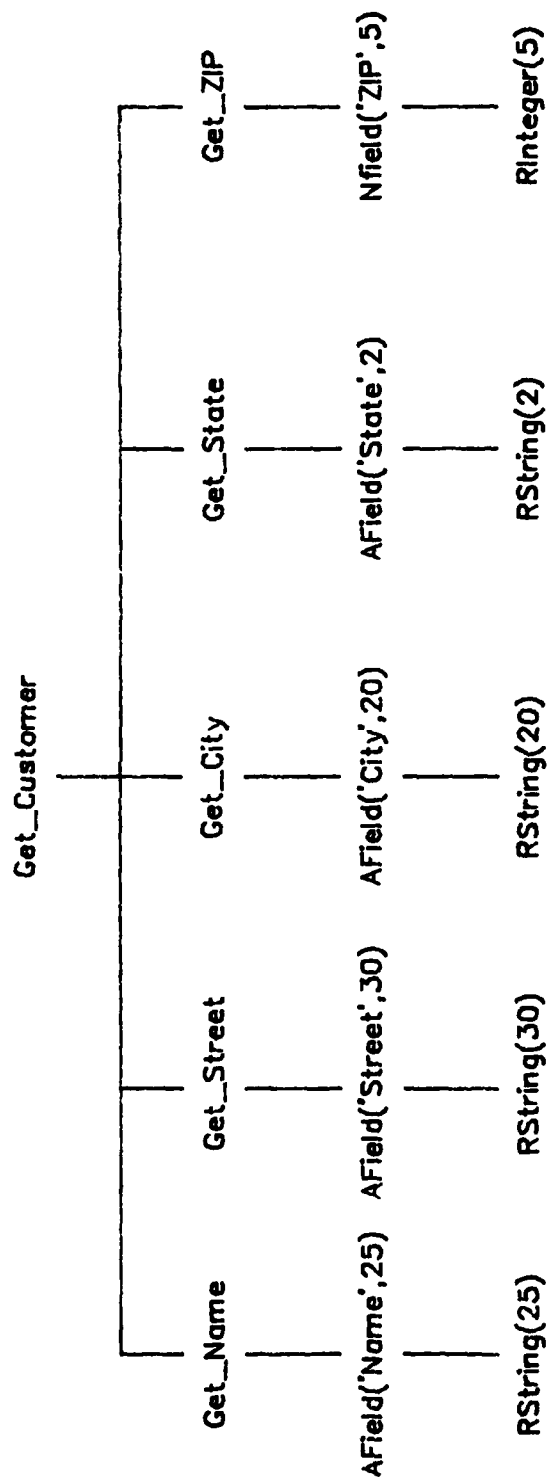 Get_Customer
Get_Name Get_Street Get_City Get_State Get_ZIP
AField('Name',25) AField('Street',30) AField('City',20) AField('State',2) Nfield('ZIP',5)
RString(25) RString(30) RString(20) RString(2) RInteger(5)